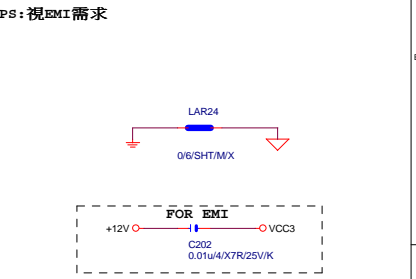 PS:視EMI需求
LAR24
0/6/SHT/M/X
FOR EMI
+12V
VCC3
C202
0.01u/4/X7R/25V/K